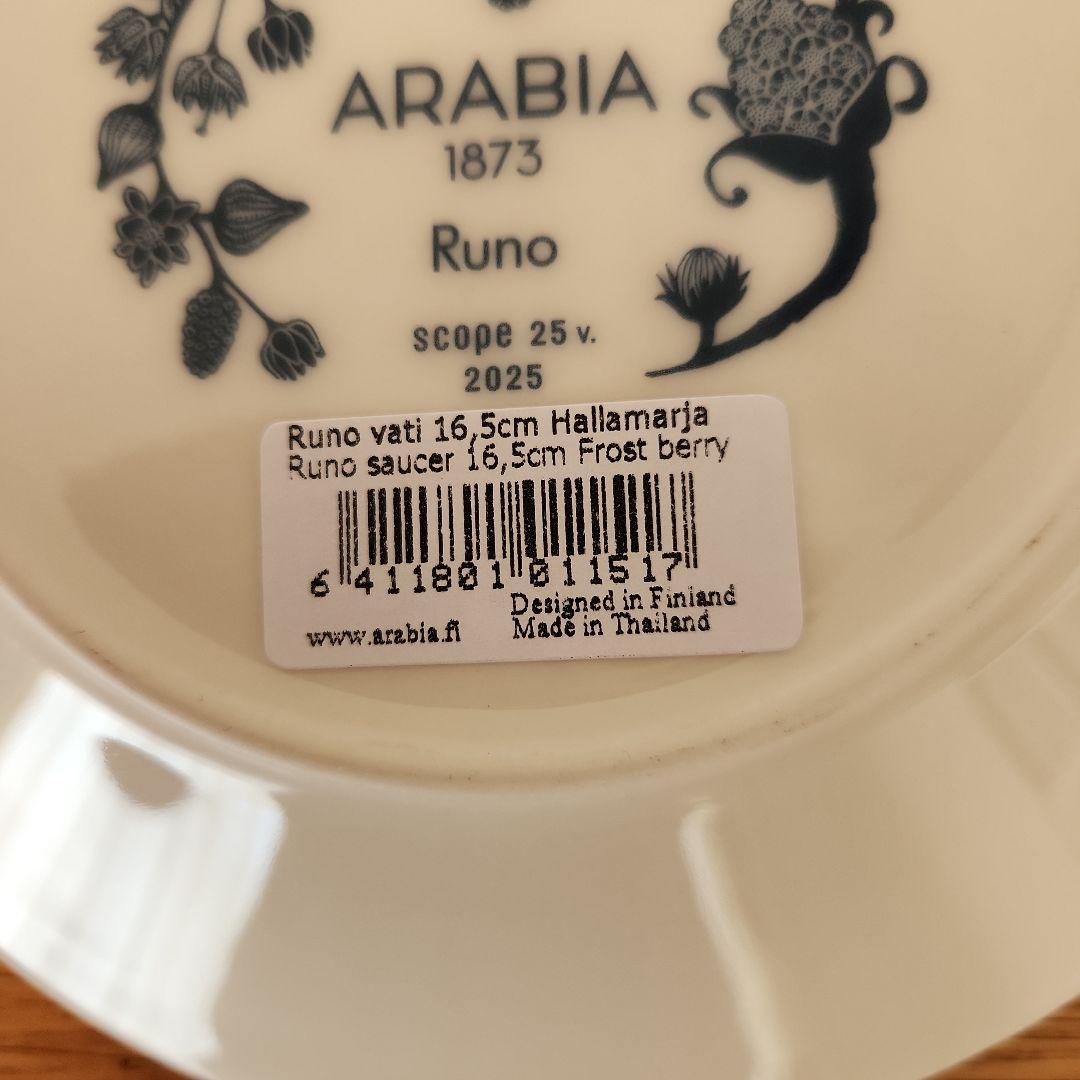 ARABIA
1873
Runo
scope 25 v.
2025
Runo vati 16,5cm Hallamarja
Runo saucer 16,5cm Frost berry
6 411801 011517
Designed in Finland
www.arabia.fi Made in Thailand